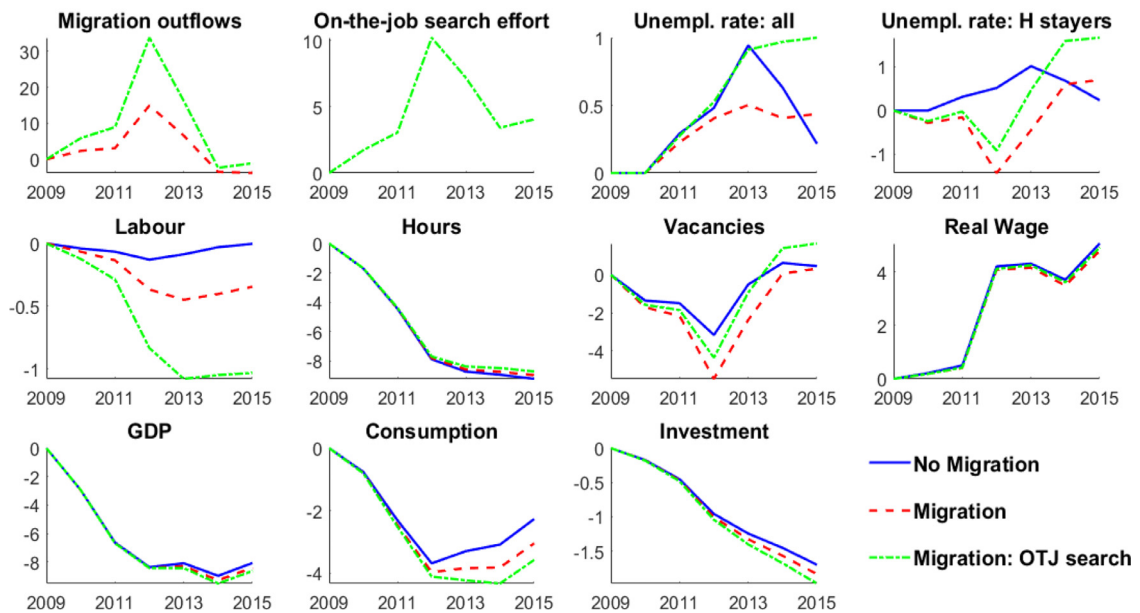 Migration outflows
30
20
10
0
2009 2011 2013 2015
On-the-job search effort
10
5
0
2009 2011 2013 2015
Unempl. rate: all
1
0.5
0
2009 2011 2013 2015
Unempl. rate: H stayers
1
0
-1
2009 2011 2013 2015
Labour
0
-0.5
-1
2009 2011 2013 2015
Hours
0
-2
-4
-6
-8
2009 2011 2013 2015
Vacancies
0
-2
-4
2009 2011 2013 2015
Real Wage
4
2
0
2009 2011 2013 2015
GDP
0
-2
-4
-6
-8
2009 2011 2013 2015
Consumption
0
-2
-4
2009 2011 2013 2015
Investment
0
-0.5
-1
-1.5
2009 2011 2013 2015
No Migration
Migration
Migration: OTJ search